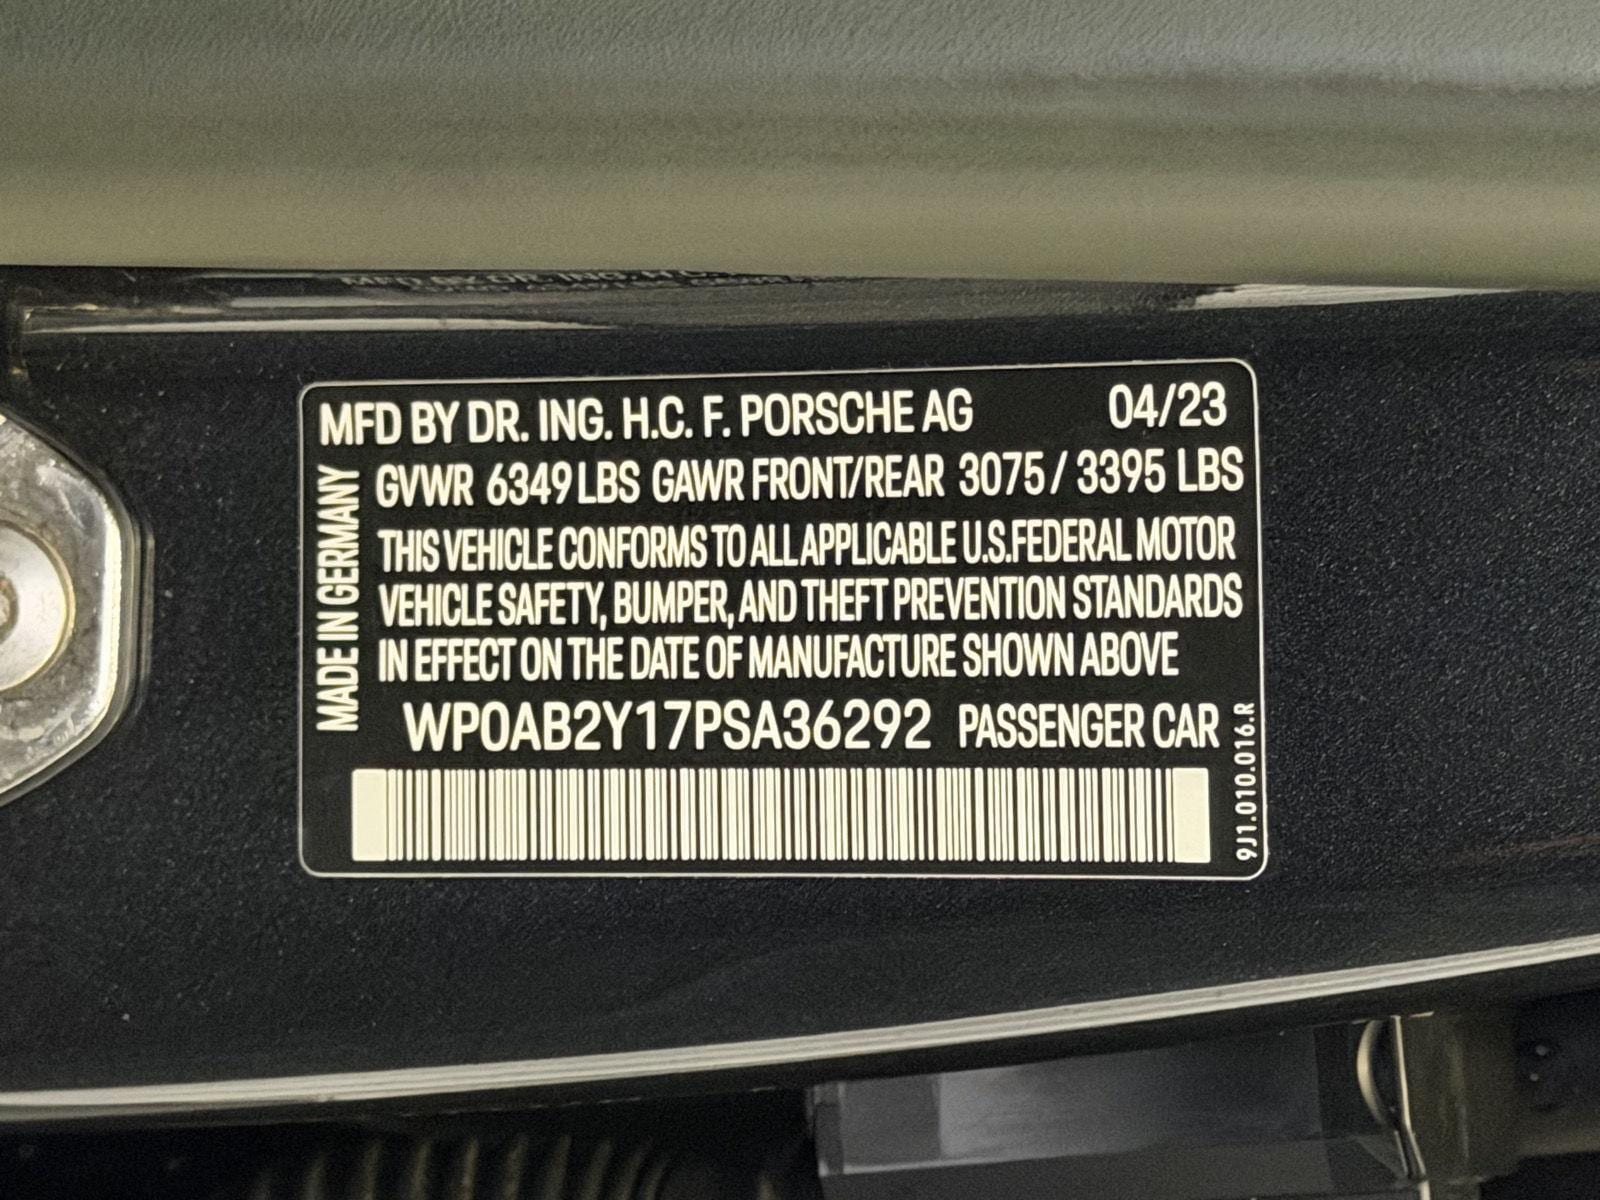 MFD BY DR. ING. H.C. F. PORSCHE AG 04/23
GVWR 6349 LBS GAWR FRONT/REAR 3075 / 3395 LBS
THIS VEHICLE CONFORMS TO ALL APPLICABLE U.S. FEDERAL MOTOR
VEHICLE SAFETY, BUMPER, AND THEFT PREVENTION STANDARDS
IN EFFECT ON THE DATE OF MANUFACTURE SHOWN ABOVE
WP0AB2Y17PSA36292 PASSENGER CAR
MADE IN GERMANY
9J1.010.016.R